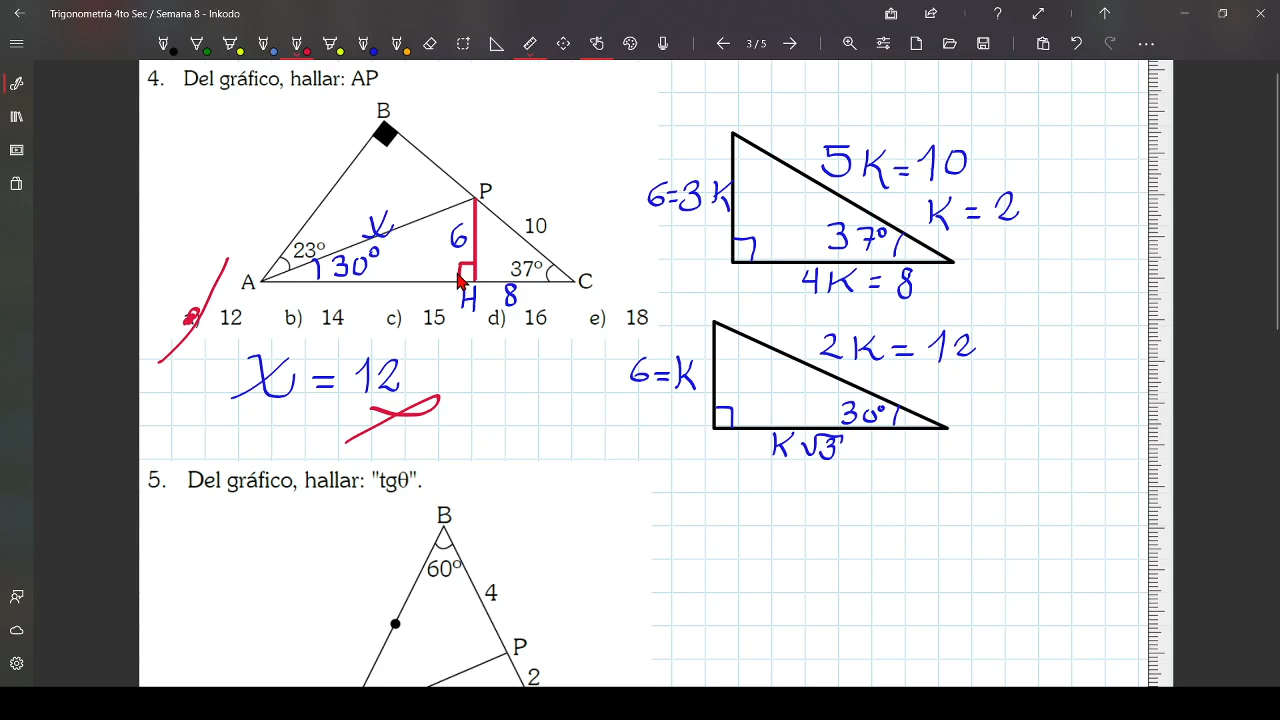 Trigonometría 4to Sec / Semana 8 - Inkodo
3/5
4. Del gráfico, hallar: AP
B
P
x
6
10
23°
30°
37°
A
H
8
C
a) 12 b) 14 c) 15 d) 16 e) 18
x = 12
5K = 10
6 = 3K
K = 2
37°
4K = 8
2K = 12
6 = K
30°
K√3
5. Del gráfico, hallar: "tgθ".
B
60°
4
P
2